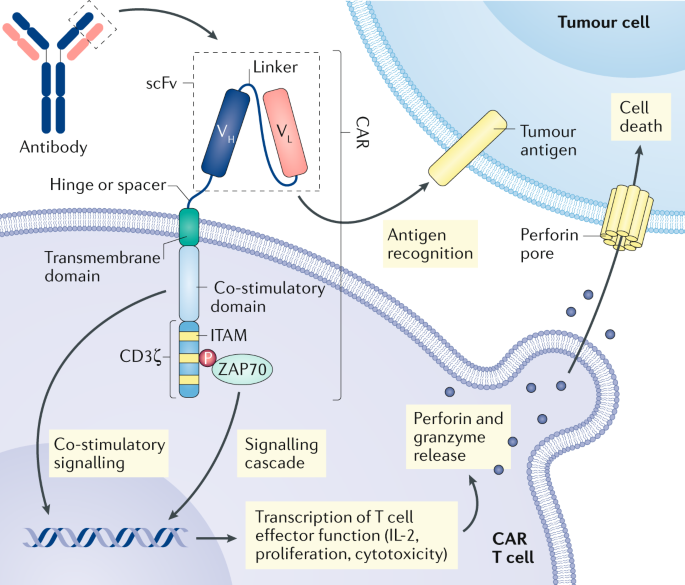 Tumour cell
Linker
scFv
Cell
death
V_H
V_L
CAR
Tumour
antigen
Antibody
Hinge or spacer
Antigen
recognition
Perforin
pore
Transmembrane
domain
Co-stimulatory
domain
ITAM
CD3ζ
P
ZAP70
Co-stimulatory
signalling
Signalling
cascade
Perforin and
granzyme
release
Transcription of T cell
effector function (IL-2,
proliferation, cytotoxicity)
CAR
T cell